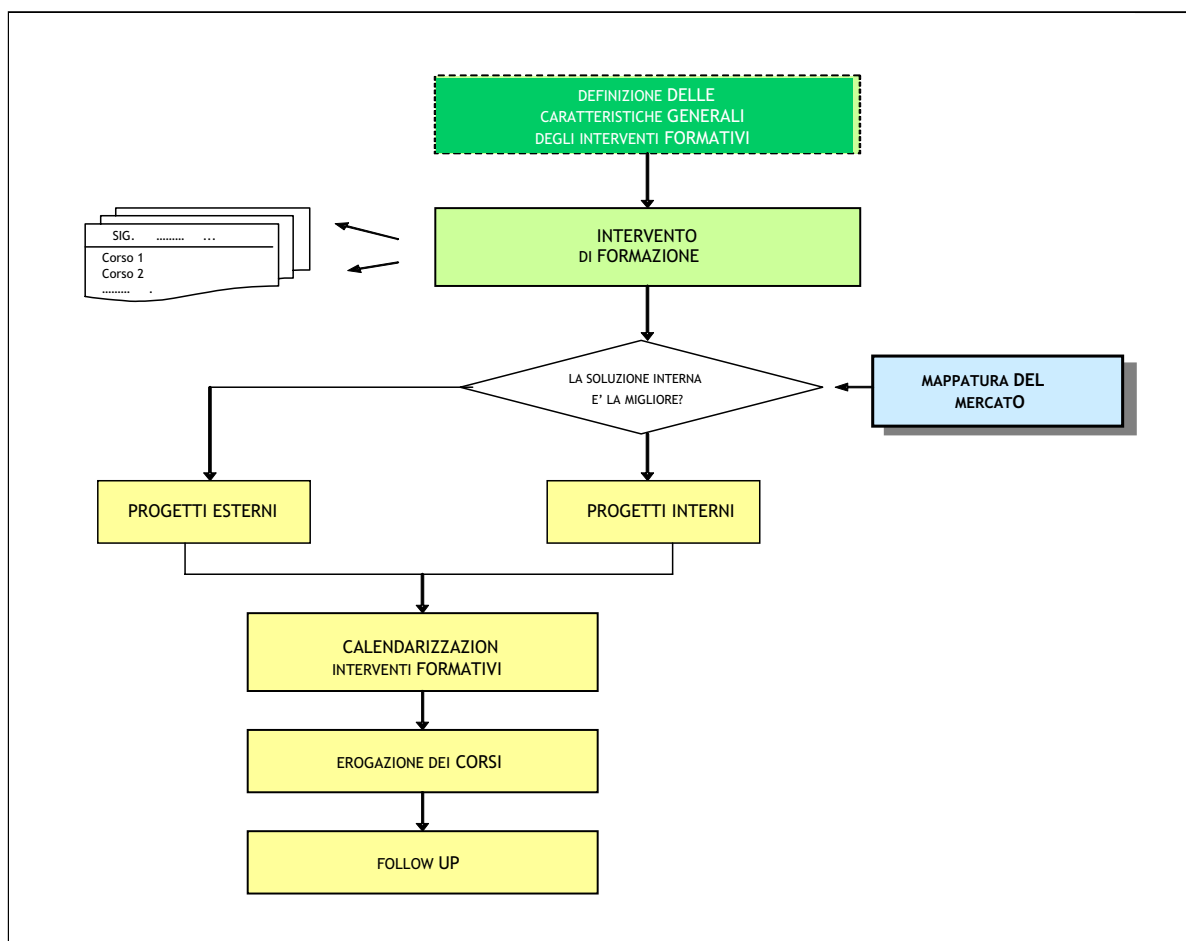 DEFINIZIONE DELLE
CARATTERISTICHE GENERALI
DEGLI INTERVENTI FORMATIVI
SIG. ......... ...
Corso 1
Corso 2
......... .
INTERVENTO
DI FORMAZIONE
LA SOLUZIONE INTERNA
E' LA MIGLIORE?
MAPPATURA DEL
MERCATO
PROGETTI ESTERNI
PROGETTI INTERNI
CALENDARIZZAZION
INTERVENTI FORMATIVI
EROGAZIONE DEI CORSI
FOLLOW UP